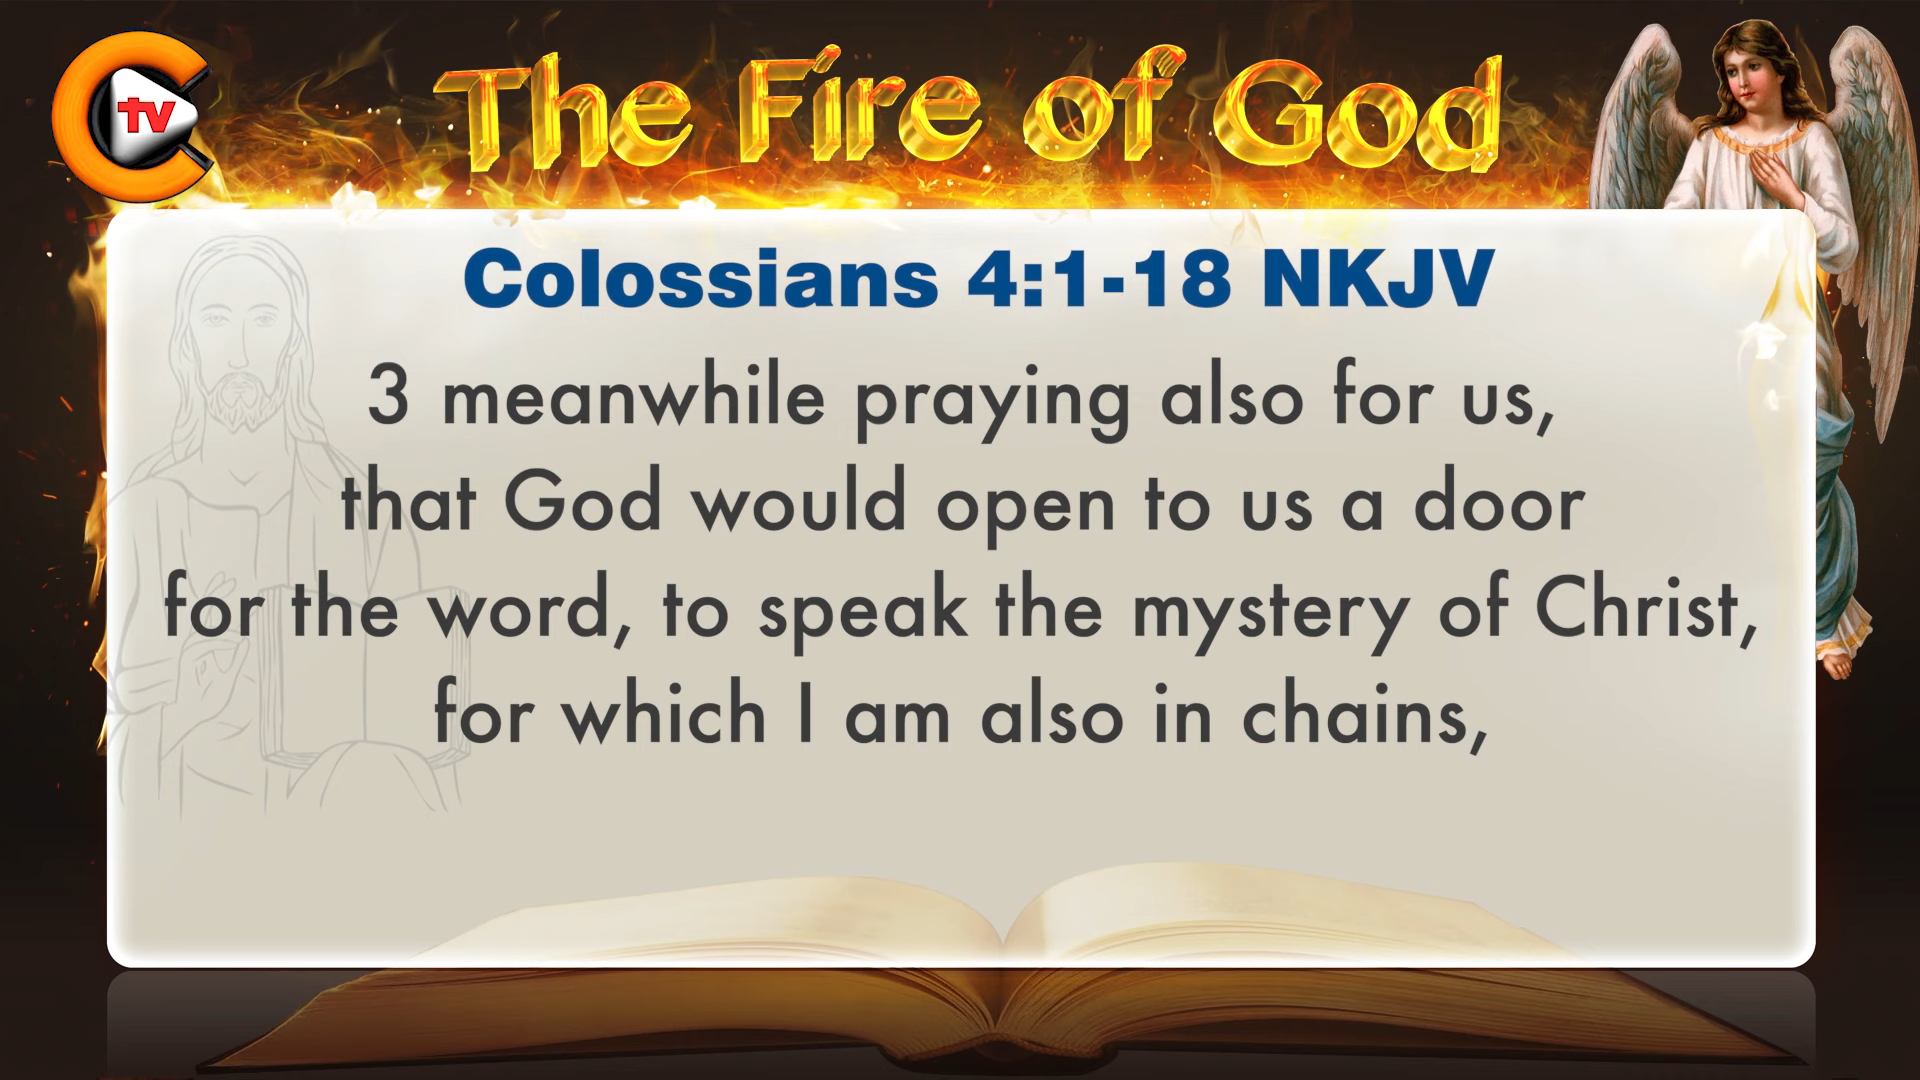 tv
The Fire of God
Colossians 4:1-18 NKJV
3 meanwhile praying also for us,
that God would open to us a door
for the word, to speak the mystery of Christ,
for which I am also in chains,